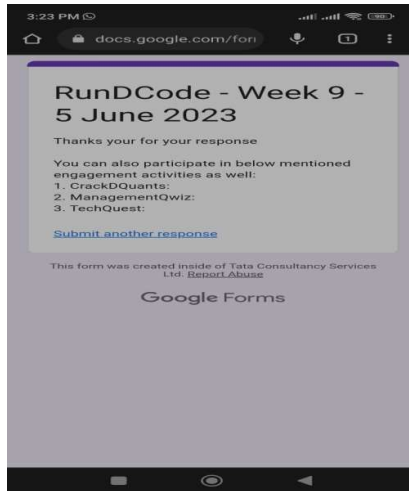 3:23 PM
90
docs.google.com/fori
1
RunDCode - Week 9 -
5 June 2023
Thanks your for your response
You can also participate in below mentioned
engagement activities as well:
1. CrackDQuants:
2. ManagementQwiz:
3. TechQuest:
Submit another response
This form was created inside of Tata Consultancy Services
Ltd. Report Abuse
Google Forms